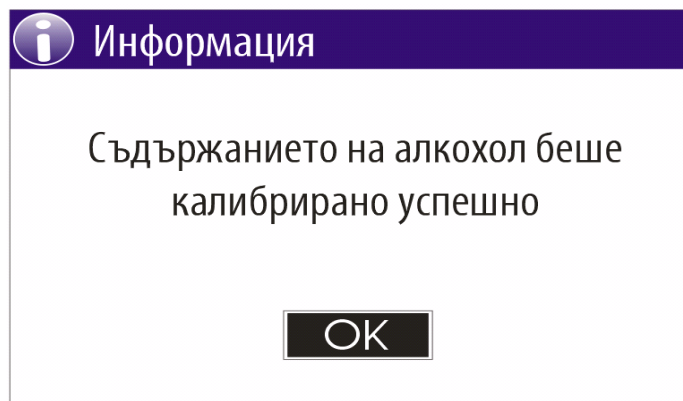 Информация
Съдържанието на алкохол беше
калибрирано успешно
OK